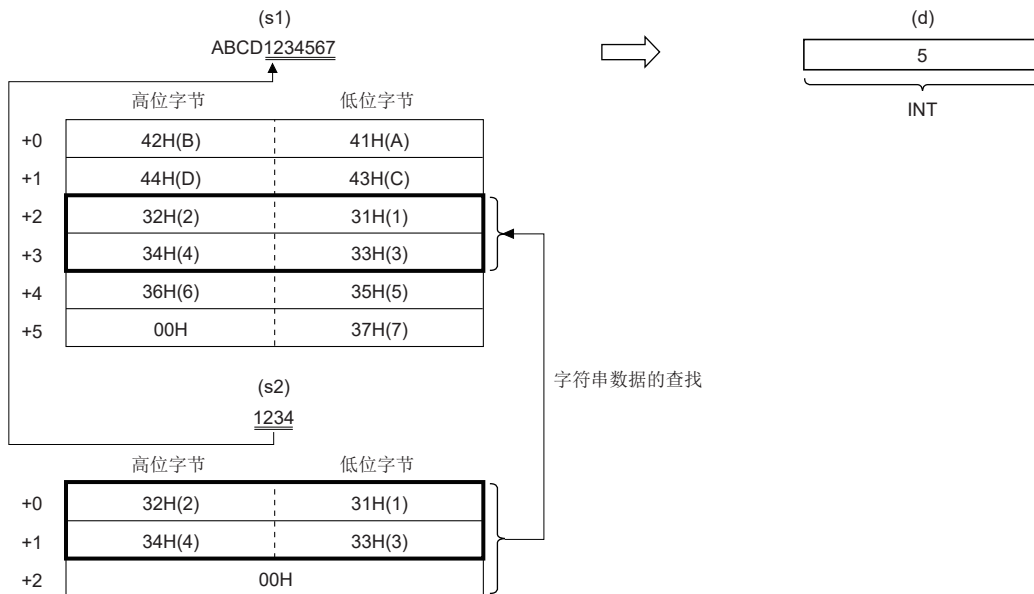 (s1) (d)
ABCD1234567 5
INT
高位字节 低位字节
+0 42H(B) 41H(A)
+1 44H(D) 43H(C)
+2 32H(2) 31H(1)
+3 34H(4) 33H(3)
+4 36H(6) 35H(5)
+5 00H 37H(7)
字符串数据的查找
(s2)
1234
高位字节 低位字节
+0 32H(2) 31H(1)
+1 34H(4) 33H(3)
+2 00H